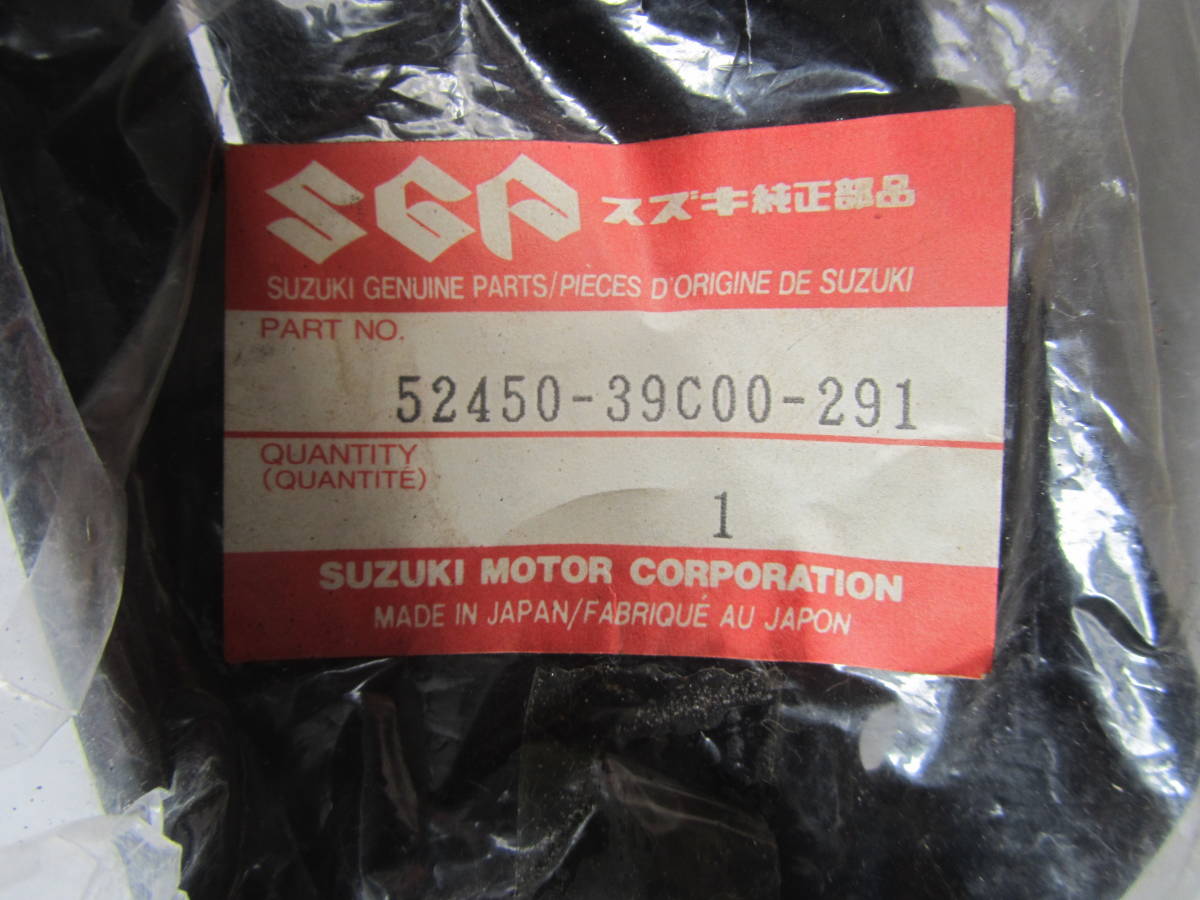 SGP スズキ純正部品
SUZUKI GENUINE PARTS/PIÈCES D'ORIGINE DE SUZUKI
PART NO.
52450-39C00-291
QUANTITY
(QUANTITÉ)
1
SUZUKI MOTOR CORPORATION
MADE IN JAPAN/FABRIQUÉ AU JAPON